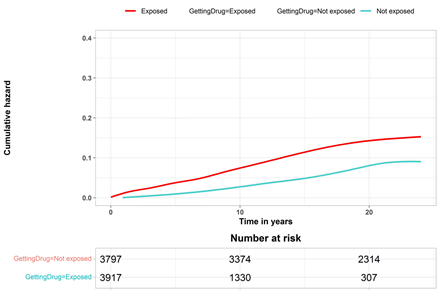 Exposed GettingDrug=Exposed GettingDrug=Not exposed Not exposed
Cumulative hazard
0.4
0.3
0.2
0.1
0.0
0 10 20
Time in years
Number at risk
GettingDrug=Not exposed 3797 3374 2314
GettingDrug=Exposed 3917 1330 307